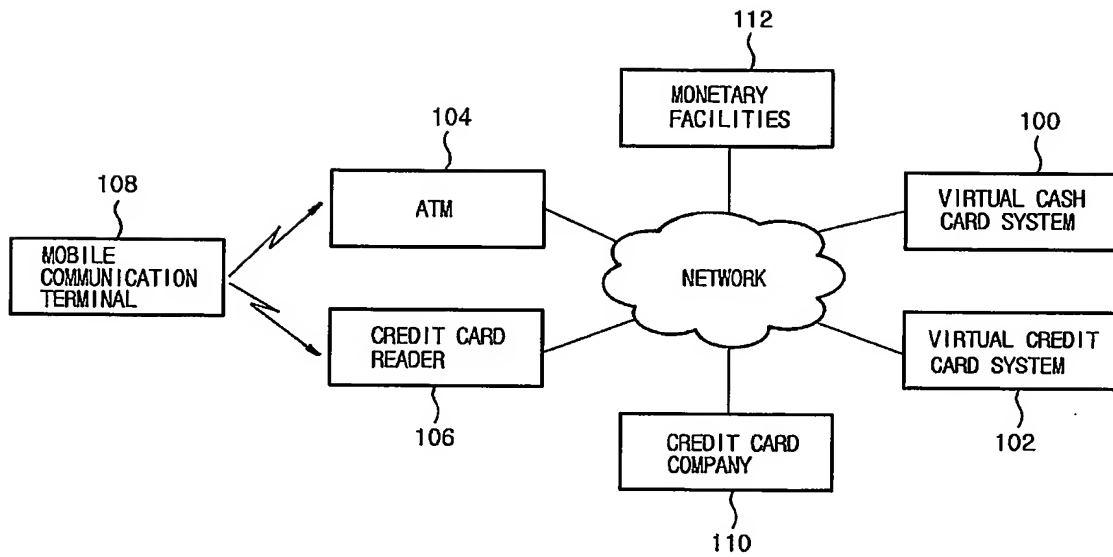 112
MONETARY
FACILITIES
104
ATM
100
VIRTUAL CASH
CARD SYSTEM
108
MOBILE
COMMUNICATION
TERMINAL
NETWORK
CREDIT CARD
READER
106
VIRTUAL CREDIT
CARD SYSTEM
102
CREDIT CARD
COMPANY
110